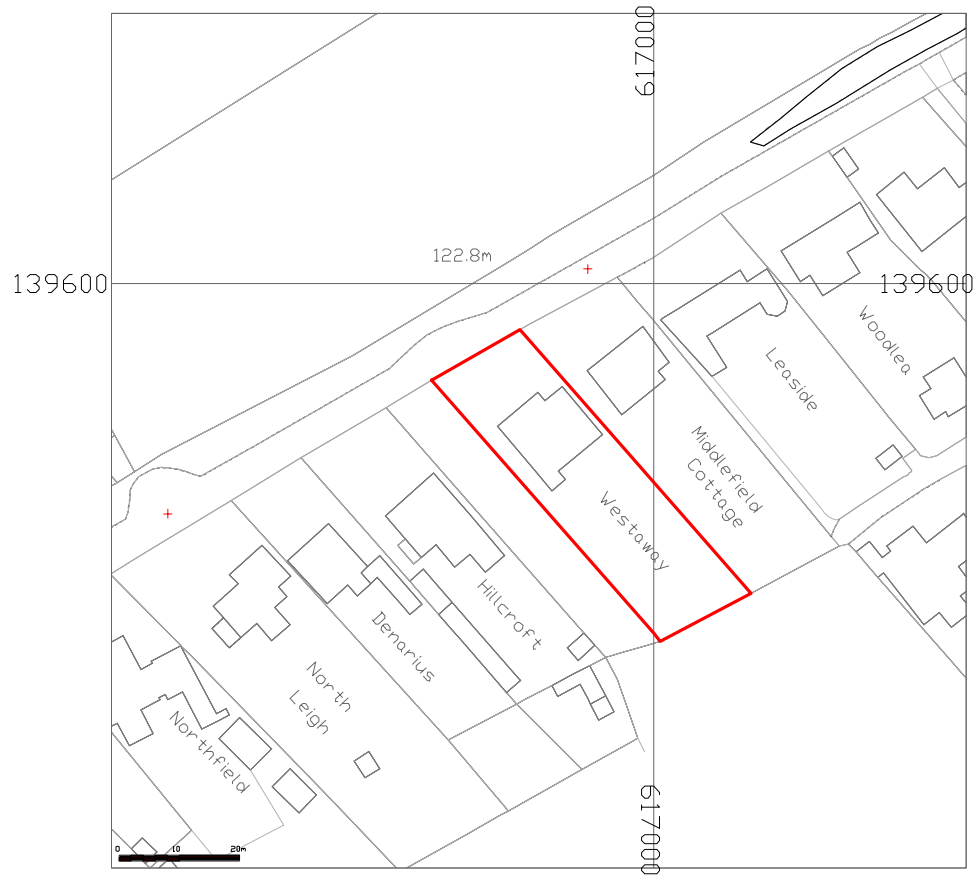 617000
122.8m
139600
139600
Woodlea
Leaside
Middlefield
Cottage
Westaway
Hillcroft
Denarius
North
Leigh
Northfield
617000
0 10 20m